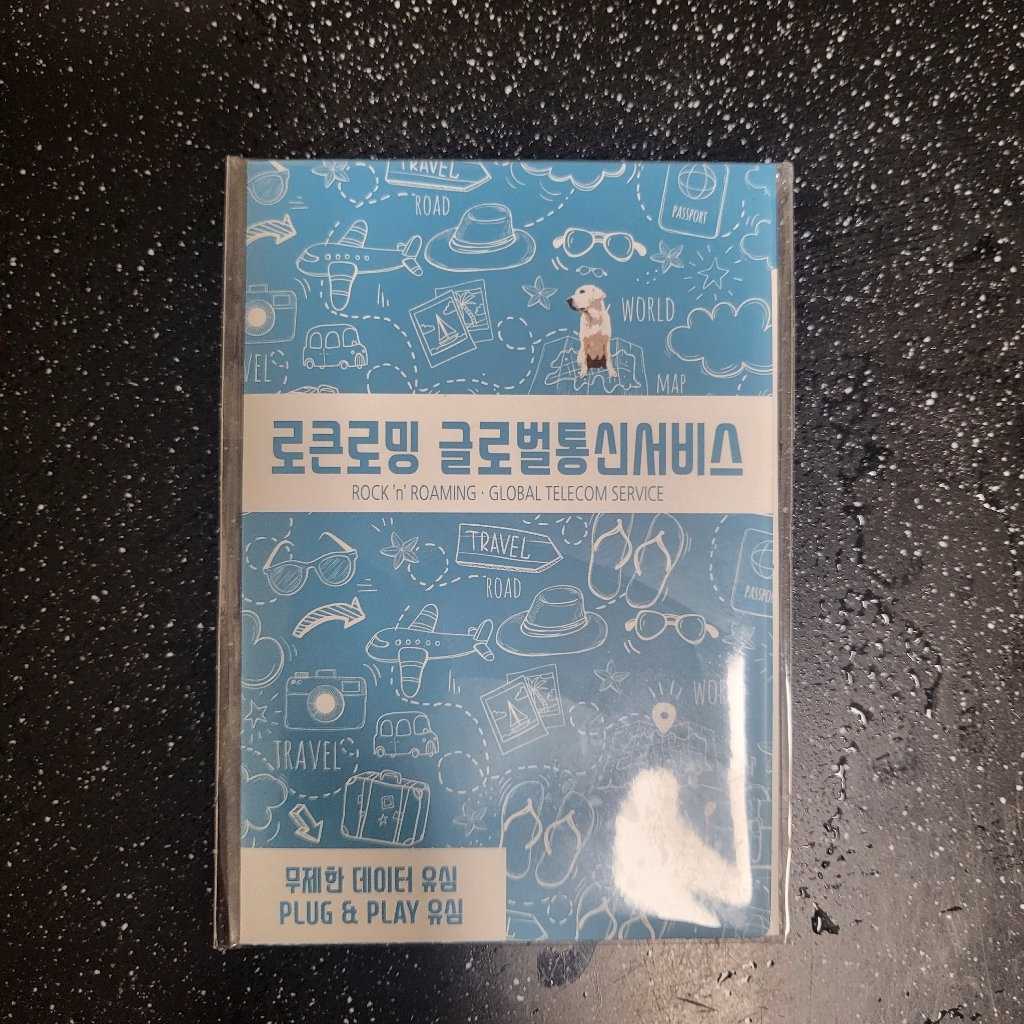 TRAVEL
ROAD
PASSPORT
WORLD
VEL
MAP
로큰로밍 글로벌통신서비스
ROCK 'n' ROAMING · GLOBAL TELECOM SERVICE
TRAVEL
ROAD
PASSPO
WOR
TRAVEL
무제한 데이터 유심
PLUG & PLAY 유심